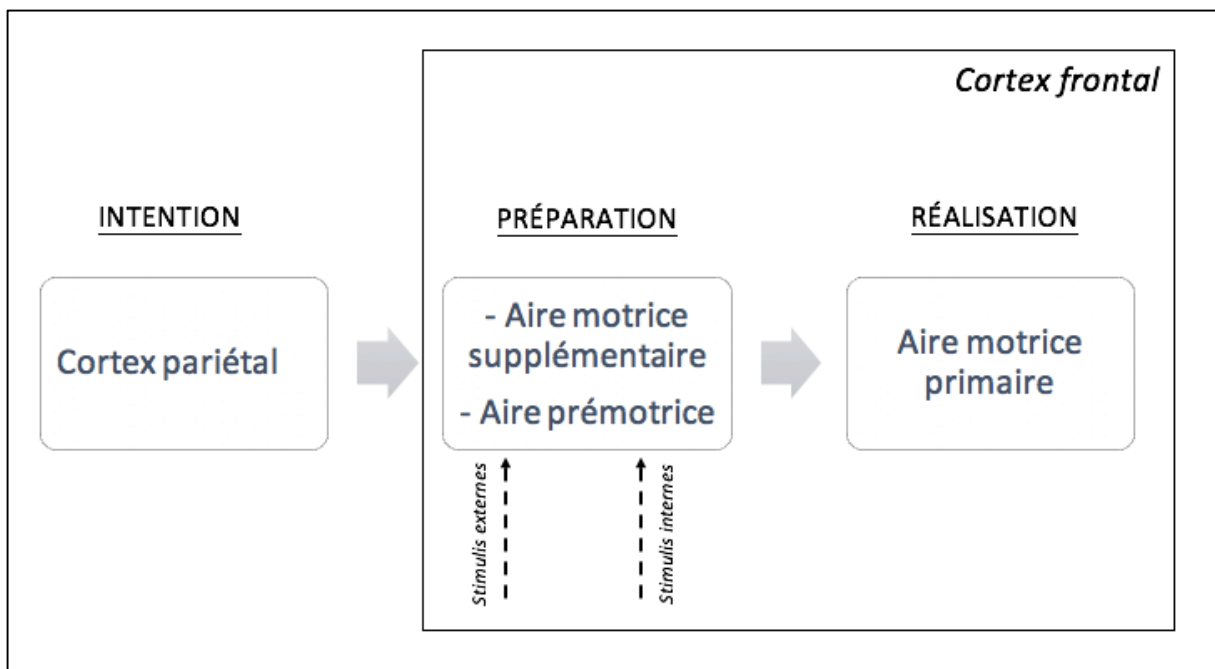 Cortex frontal
INTENTION
PRÉPARATION
RÉALISATION
Cortex pariétal
- Aire motrice
supplémentaire
- Aire prémotrice
Aire motrice
primaire
Stimulis externes
Stimulis internes